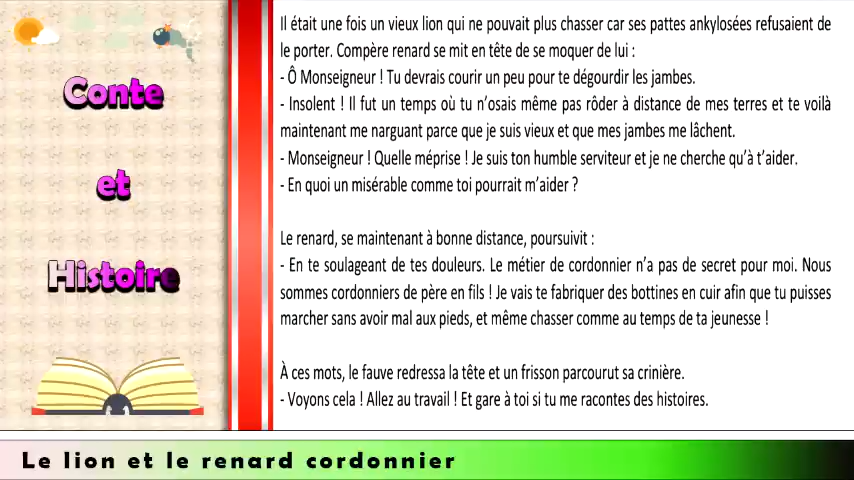 Conte
et
Histoire
Il était une fois un vieux lion qui ne pouvait plus chasser car ses pattes ankylosées refusaient de
le porter. Compère renard se mit en tête de se moquer de lui :
- Ô Monseigneur ! Tu devrais courir un peu pour te dégourdir les jambes.
- Insolent ! Il fut un temps où tu n’osais même pas rôder à distance de mes terres et te voilà
maintenant me narguant parce que je suis vieux et que mes jambes me lâchent.
- Monseigneur ! Quelle méprise ! Je suis ton humble serviteur et je ne cherche qu’à t’aider.
- En quoi un misérable comme toi pourrait m’aider ?
Le renard, se maintenant à bonne distance, poursuivit :
- En te soulageant de tes douleurs. Le métier de cordonnier n’a pas de secret pour moi. Nous
sommes cordonniers de père en fils ! Je vais te fabriquer des bottines en cuir afin que tu puisses
marcher sans avoir mal aux pieds, et même chasser comme au temps de ta jeunesse !
À ces mots, le fauve redressa la tête et un frisson parcourut sa crinière.
- Voyons cela ! Allez au travail ! Et gare à toi si tu me racontes des histoires.
Le lion et le renard cordonnier